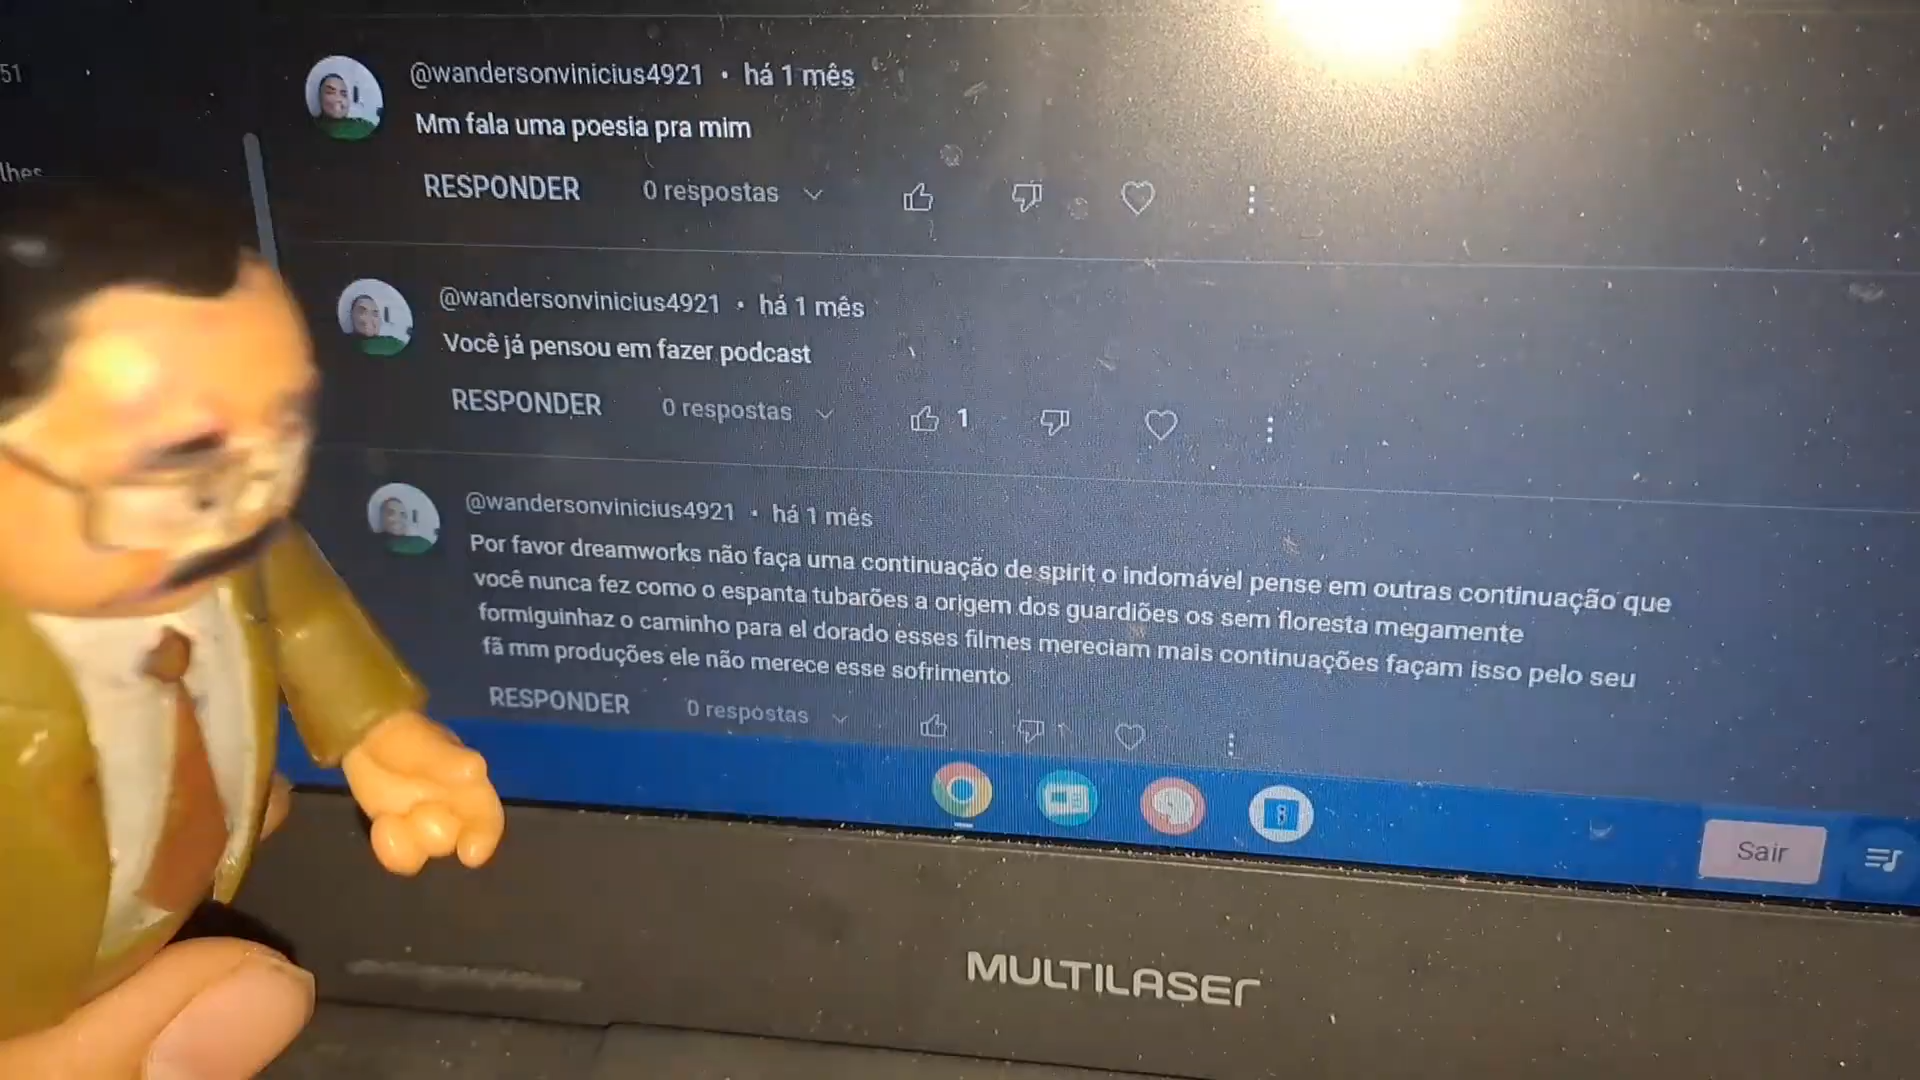 51
lhes
@wandersonvinicius4921 • há 1 mês
Mm fala uma poesia pra mim
RESPONDER 0 respostas
@wandersonvinicius4921 • há 1 mês
Você já pensou em fazer podcast
RESPONDER 0 respostas 1
@wandersonvinicius4921 • há 1 mês
Por favor dreamworks não faça uma continuação de spirit o indomável pense em outras continuação que
você nunca fez como o espanta tubarões a origem dos guardiões os sem floresta megamente
formiguinhaz o caminho para el dorado esses filmes mereciam mais continuações façam isso pelo seu
fã mm produções ele não merece esse sofrimento
RESPONDER 0 respostas
Sair
MULTILASER